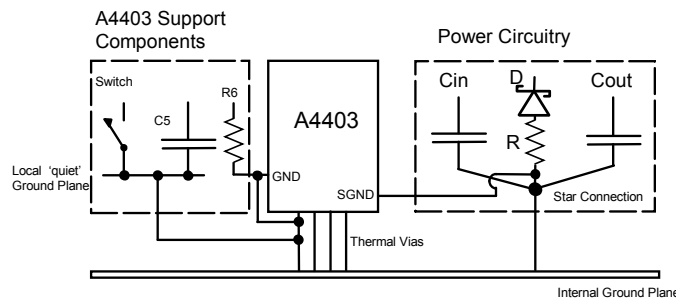 A4403 Support
Components
Power Circuitry
Switch
C5
R6
A4403
Cin
D
Cout
R
Local 'quiet'
Ground Plane
GND
SGND
Star Connection
Thermal Vias
Internal Ground Plane